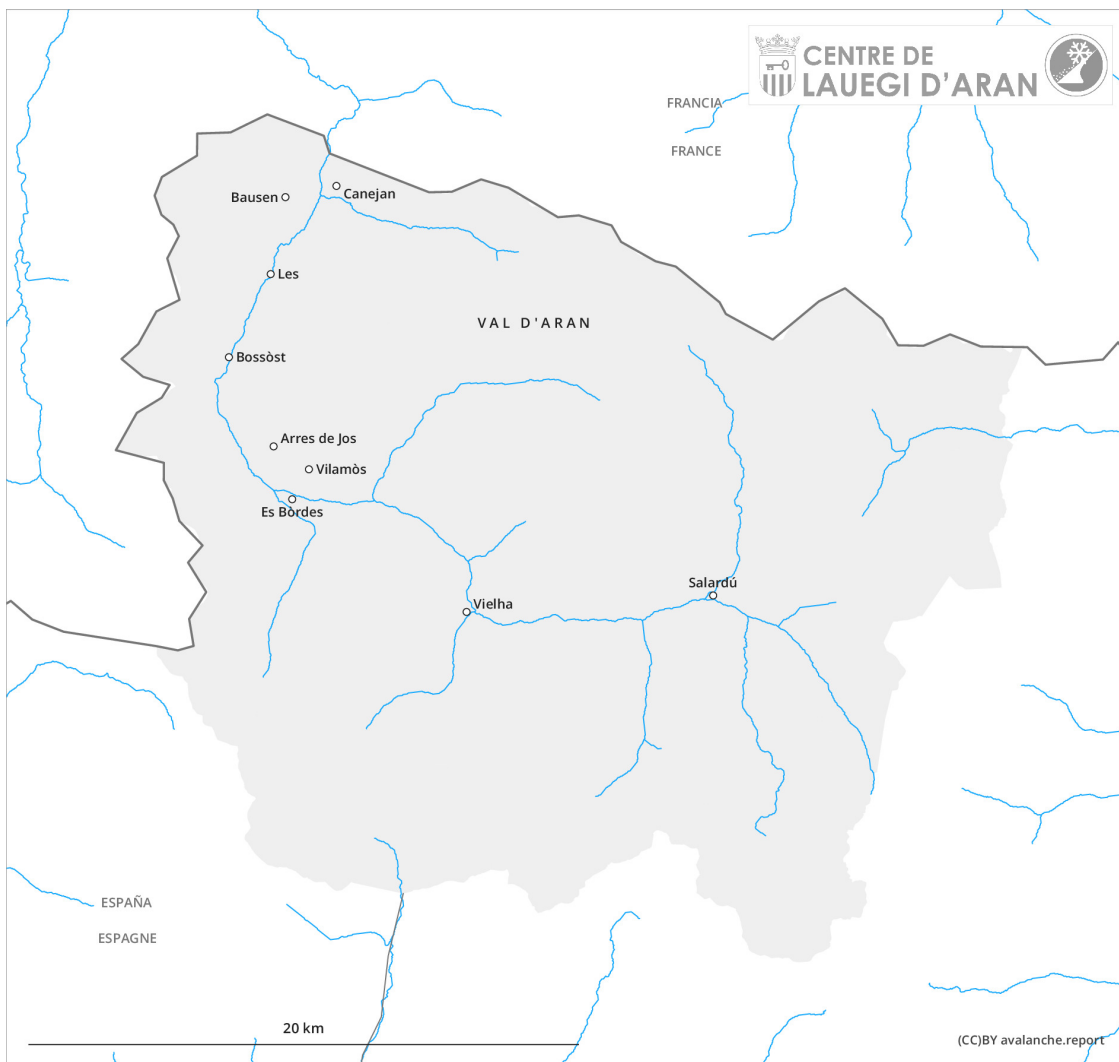 CENTRE DE
LAUEGI D'ARAN
FRANCIA
FRANCE
Bausen
Canejan
Les
VAL D'ARAN
Bossòst
Arres de Jos
Vilamòs
Es Bòrdes
Salardú
Vielha
ESPAÑA
ESPAGNE
20 km
(CC)BY avalanche.report